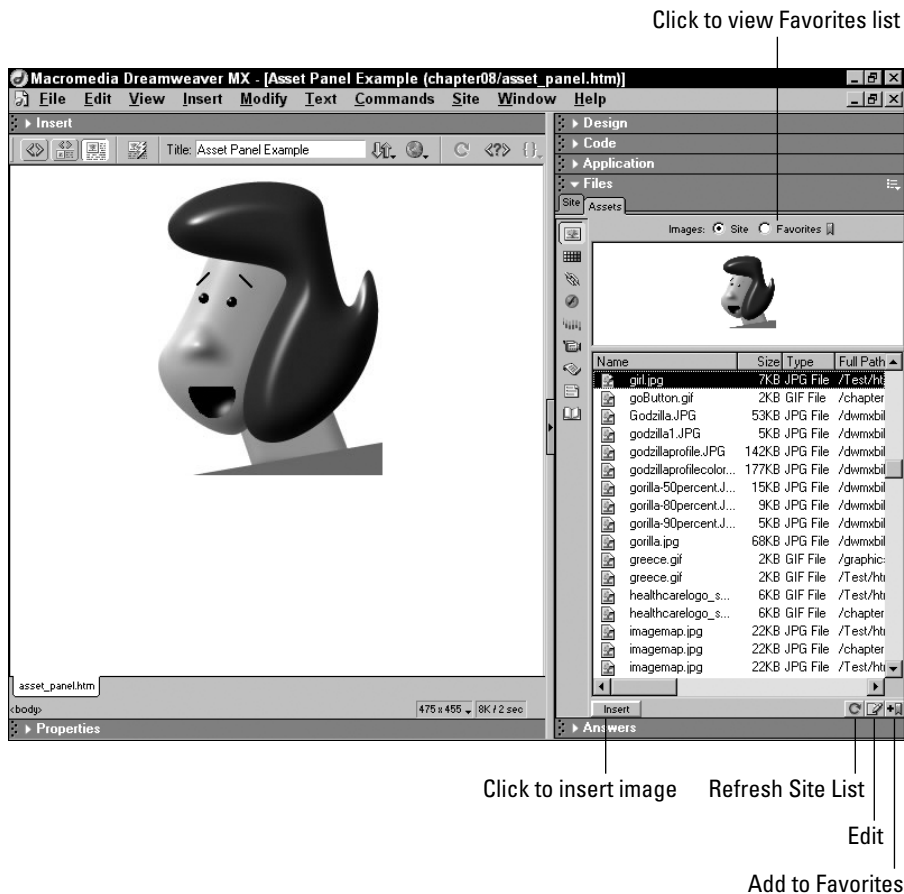 Click to view Favorites list
Macromedia Dreamweaver MX - [Asset Panel Example (chapter08/asset_panel.htm)]
File Edit View Insert Modify Text Commands Site Window Help
Insert
Title: Asset Panel Example
Design
Code
Application
Files
Site Assets
Images: Site Favorites
Name Size Type Full Path
girl.jpg 7KB JPG File /Test/ht
goButton.gif 2KB GIF File /chapter
Godzilla.JPG 53KB JPG File /dwmxbil
godzilla1.JPG 5KB JPG File /dwmxbil
godzillaprofile.JPG 142KB JPG File /dwmxbil
godzillaprofilecolor... 177KB JPG File /dwmxbil
gorilla-50percent.J... 15KB JPG File /dwmxbil
gorilla-80percent.J... 9KB JPG File /dwmxbil
gorilla-90percent.J... 5KB JPG File /dwmxbil
gorilla.jpg 68KB JPG File /dwmxbil
greece.gif 2KB GIF File /graphic
greece.gif 2KB GIF File /Test/ht
healthcarelogo_s... 6KB GIF File /Test/ht
healthcarelogo_s... 6KB GIF File /chapter
imagemap.jpg 22KB JPG File /Test/ht
imagemap.jpg 22KB JPG File /chapter
imagemap.jpg 22KB JPG File /Test/ht
asset_panel.htm
<body> 475 x 455 8K / 2 sec
Insert
Properties
Answers
Click to insert image
Refresh Site List
Edit
Add to Favorites